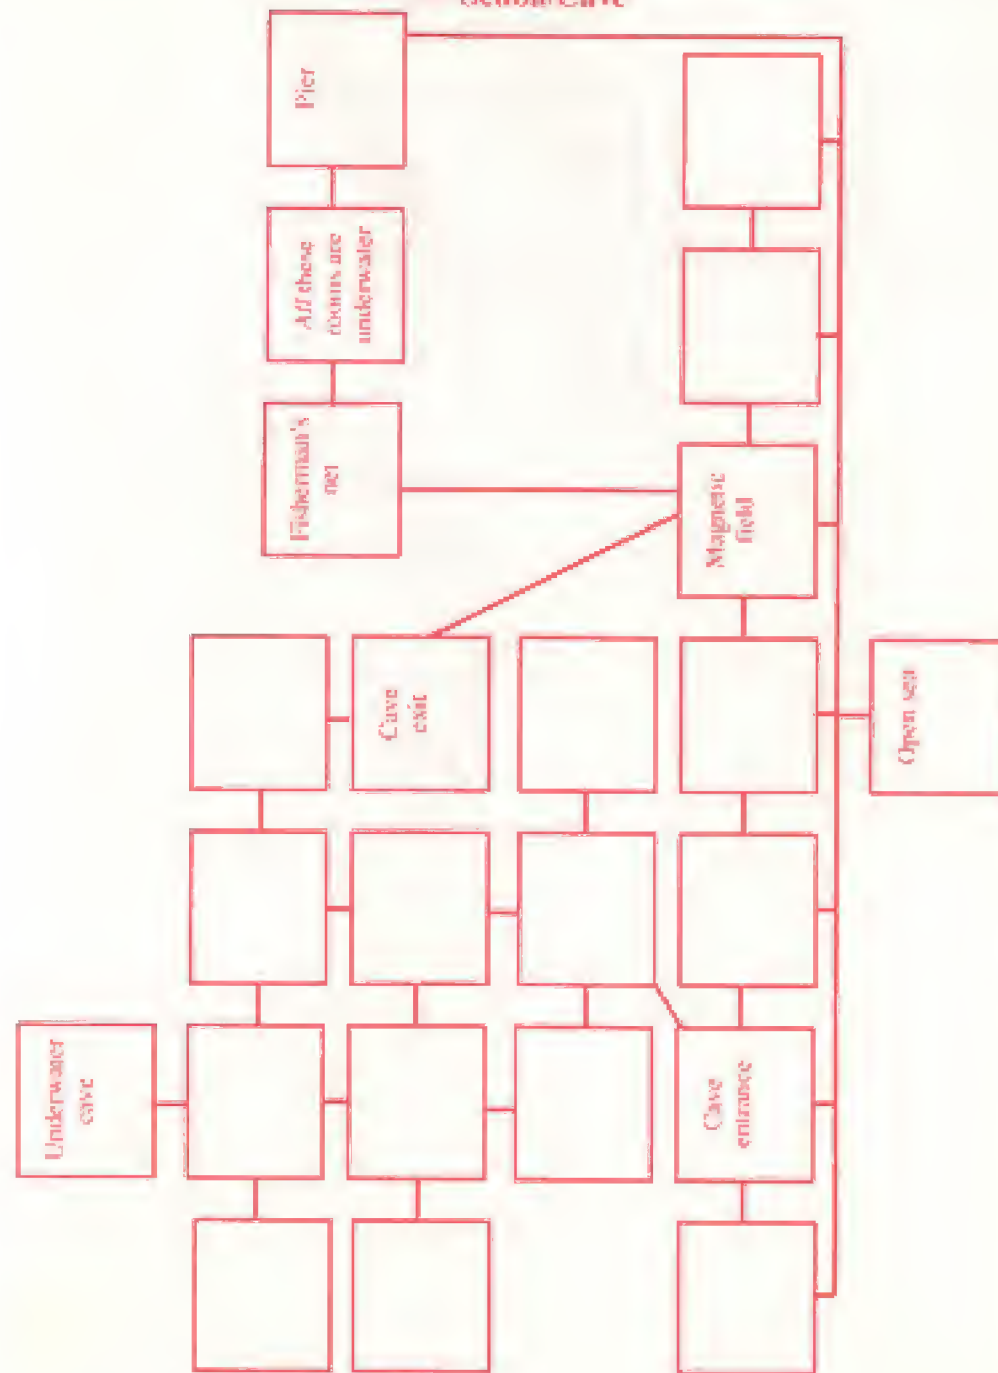 Pier
All these
rooms are
underwater
Fisherman's
net
Magnetic
field
Cave
exit
Open sea
Underwater
cave
Cave
entrance